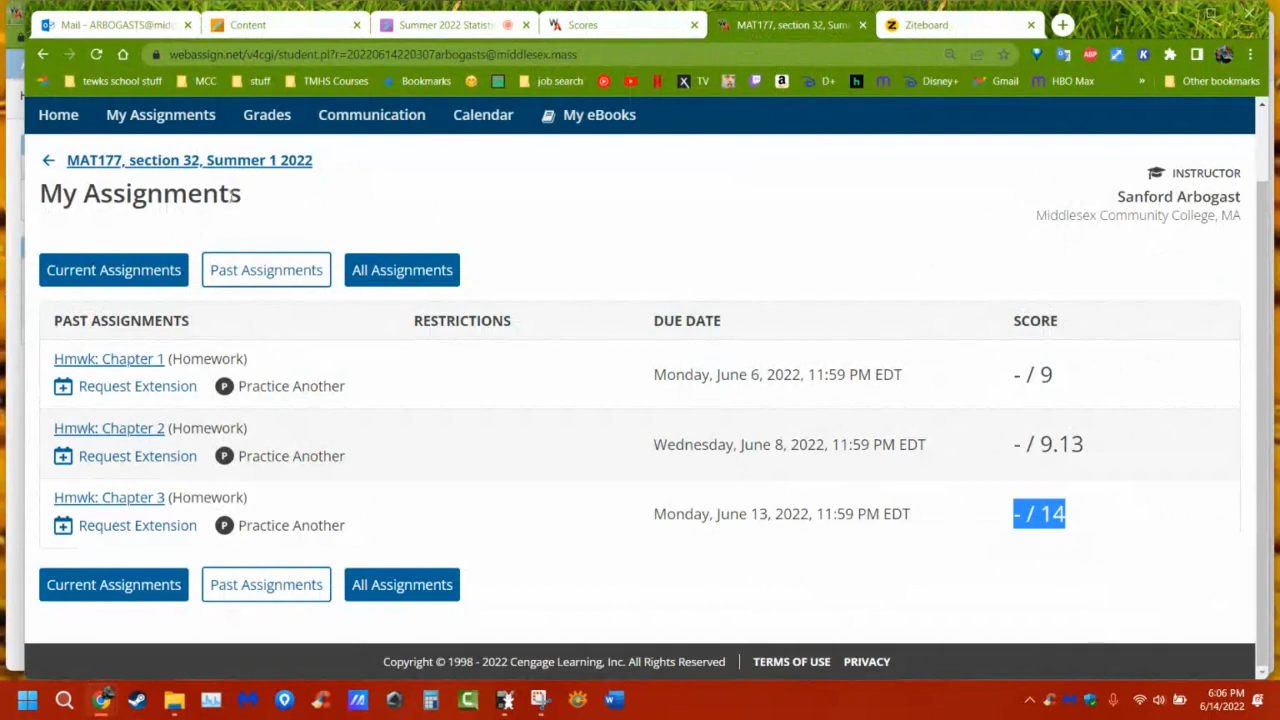 Mail - ARBOGASTS@mid
Content
Summer 2022 Statist
Scores
MAT177, section 32, Sum
Ziteboard
webassign.net/v4cgi/student.pl?r=20220614220307arbogasts@middlesex.mass
tewks school stuff
MCC
stuff
TMHS Courses
Bookmarks
job search
TV
D+
Disney+
Gmail
HBO Max
»
Other bookmarks
Home
My Assignments
Grades
Communication
Calendar
My eBooks
MAT177, section 32, Summer 1 2022
My Assignments
INSTRUCTOR
Sanford Arbogast
Middlesex Community College, MA
Current Assignments
Past Assignments
All Assignments
PAST ASSIGNMENTS RESTRICTIONS DUE DATE SCORE
Hmwk: Chapter 1 (Homework)
Request Extension P Practice Another
Monday, June 6, 2022, 11:59 PM EDT
- / 9
Hmwk: Chapter 2 (Homework)
Request Extension P Practice Another
Wednesday, June 8, 2022, 11:59 PM EDT
- / 9.13
Hmwk: Chapter 3 (Homework)
Request Extension P Practice Another
Monday, June 13, 2022, 11:59 PM EDT
- / 14
Current Assignments
Past Assignments
All Assignments
Copyright © 1998 - 2022 Cengage Learning, Inc. All Rights Reserved
TERMS OF USE
PRIVACY
6:06 PM
6/14/2022